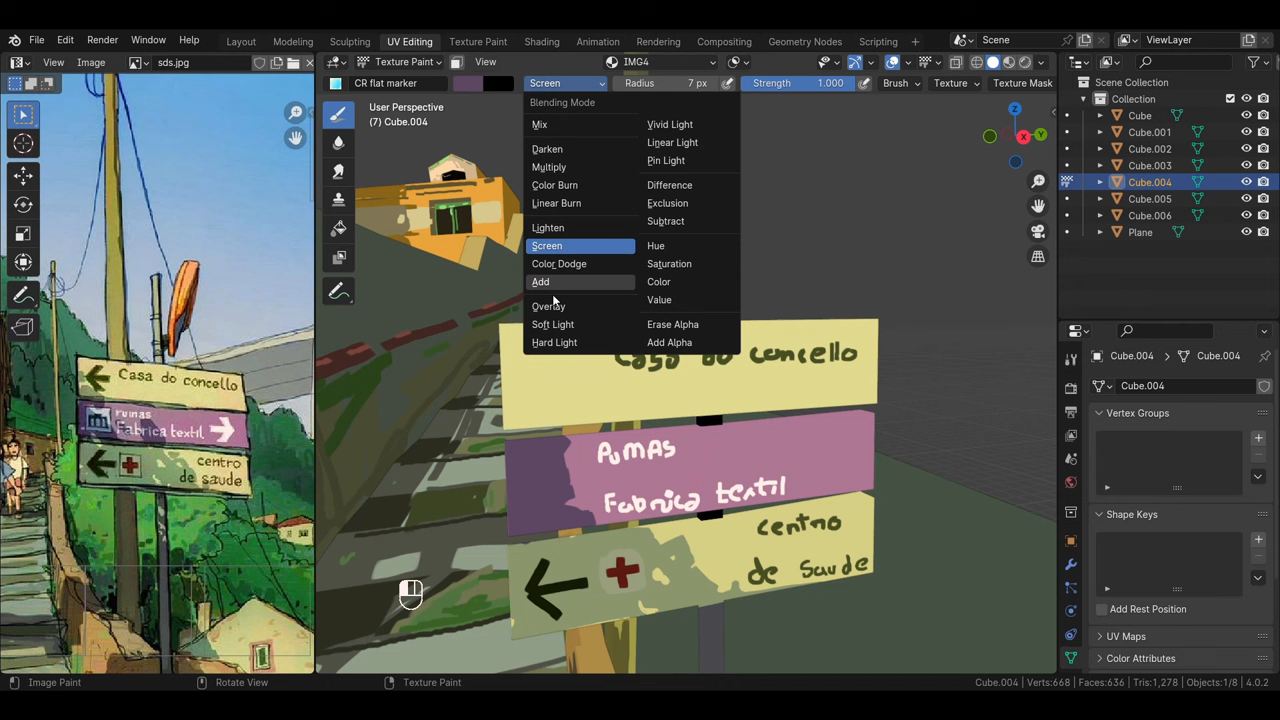 File Edit Render Window Help Layout Modeling Sculpting UV Editing Texture Paint Shading Animation Rendering Compositing Geometry Nodes Scripting + Scene ViewLayer
View Image sds.jpg Texture Paint View IMG4
CR flat marker Screen Radius 7 px Strength 1.000 Brush Texture Texture Mask
User Perspective
(7) Cube.004
Blending Mode
Mix Vivid Light
Linear Light
Darken Pin Light
Multiply
Color Burn Difference
Linear Burn Exclusion
Subtract
Lighten
Screen Hue
Color Dodge Saturation
Add Color
Overlay Value
Soft Light Erase Alpha
Hard Light Add Alpha
Z
Y
X
Scene Collection
Collection
Cube
Cube.001
Cube.002
Cube.003
Cube.004
Cube.005
Cube.006
Plane
Cube.004 Cube.004
Cube.004
Vertex Groups
Shape Keys
Add Rest Position
UV Maps
Color Attributes
Casa do concello
rumas
Fabrica textil
centro
de saude
Casa do concello
RUMAS
Fabrica textil
centro
de Saude
Image Paint Rotate View Texture Paint Cube.004 | Verts:668 | Faces:636 | Tris:1,278 | Objects:1/8 | 4.0.2